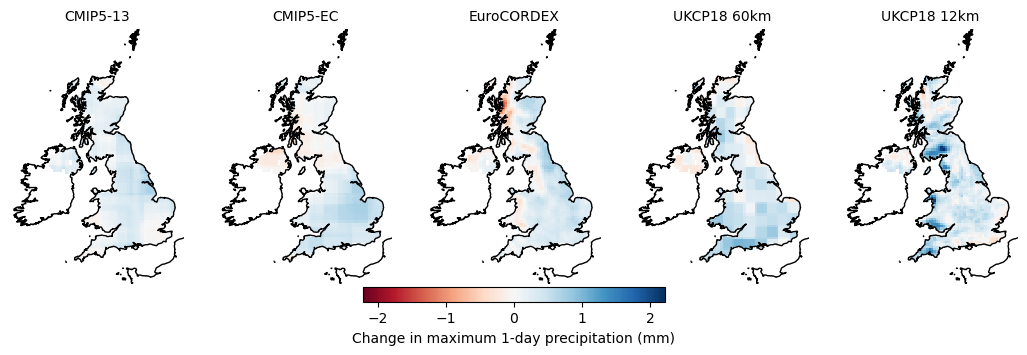 CMIP5-13 CMIP5-EC EuroCORDEX UKCP18 60km UKCP18 12km
−2 −1 0 1 2
Change in maximum 1-day precipitation (mm)